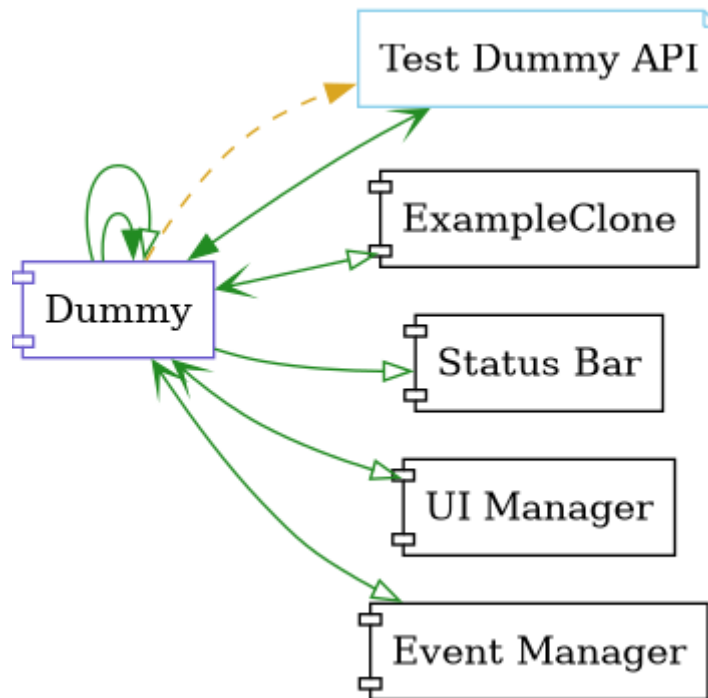 Test Dummy API
ExampleClone
Dummy
Status Bar
UI Manager
Event Manager